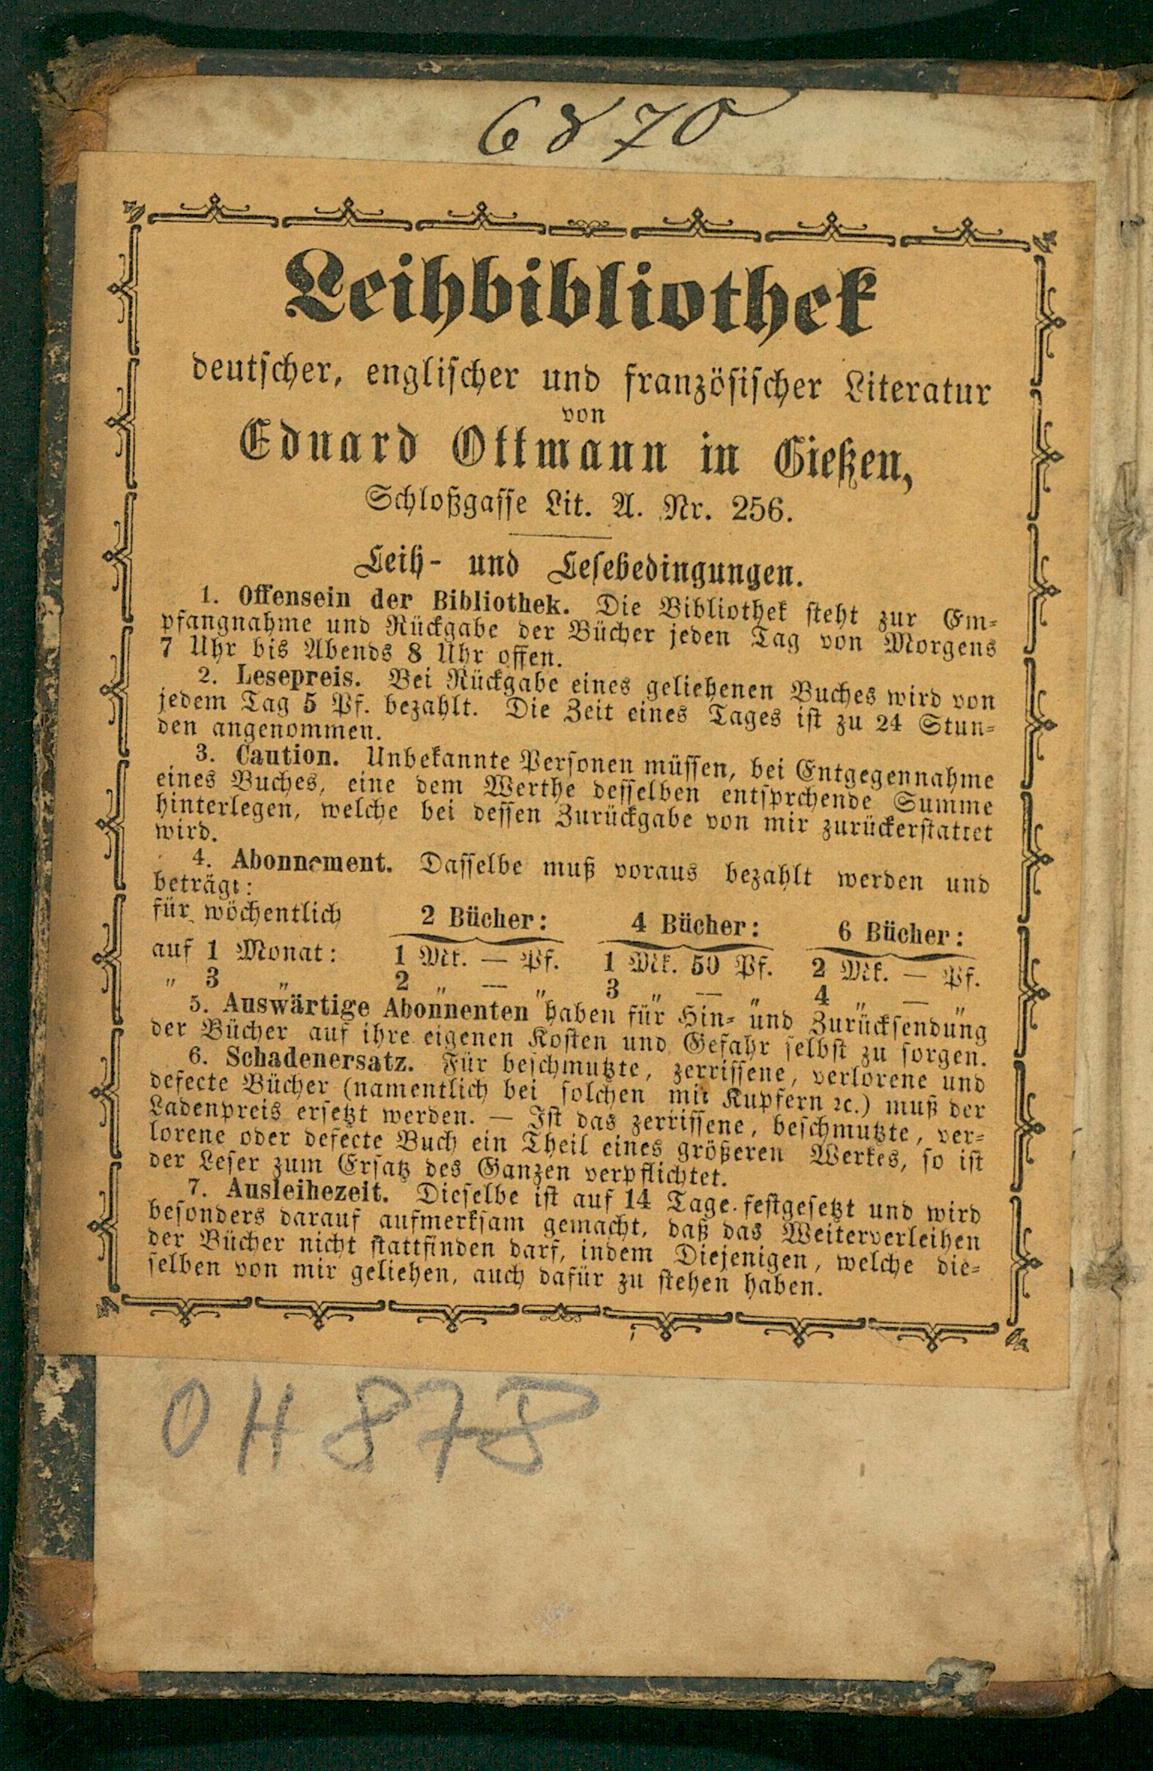 6870
Leihbibliothek
deutscher, englischer und französischer Literatur
von
Eduard Ottmann in Gießen,
Schloßgasse Lit. A. Nr. 256.
Leih- und Lesebedingungen.
1. Offensein der Bibliothek. Die Bibliothek steht zur Em-
pfangnahme und Rückgabe der Bücher jeden Tag von Morgens
7 Uhr bis Abends 8 Uhr offen.
2. Lesepreis. Bei Rückgabe eines geliehenen Buches wird von
jedem Tag 5 Pf. bezahlt. Die Zeit eines Tages ist zu 24 Stun-
den angenommen.
3. Caution. Unbekannte Personen müssen, bei Entgegennahme
eines Buches, eine dem Werthe desselben entsprchende Summe
hinterlegen, welche bei dessen Zurückgabe von mir zurückerstattet
wird.
4. Abonnement. Dasselbe muß voraus bezahlt werden und
beträgt:
für wöchentlich 2 Bücher: 4 Bücher: 6 Bücher:
auf 1 Monat: 1 Mk. — Pf. 1 Mk. 50 Pf. 2 Mk. — Pf.
„ 3 „ 2 „ — „ 3 „ — „ 4 „ — „
5. Auswärtige Abonnenten haben für Hin- und Zurücksendung
der Bücher auf ihre eigenen Kosten und Gefahr selbst zu sorgen.
6. Schadenersatz. Für beschmutzte, zerrissene, verlorene und
defecte Bücher (namentlich bei solchen mit Kupfern ꝛc.) muß der
Ladenpreis ersetzt werden. — Ist das zerrissene, beschmutzte, ver-
lorene oder defecte Buch ein Theil eines größeren Werkes, so ist
der Leser zum Ersatz des Ganzen verpflichtet.
7. Ausleihezeit. Dieselbe ist auf 14 Tage festgesetzt und wird
besonders darauf aufmerksam gemacht, daß das Weiterverleihen
der Bücher nicht stattfinden darf, indem Diejenigen, welche die-
selben von mir geliehen, auch dafür zu stehen haben.
OH 878